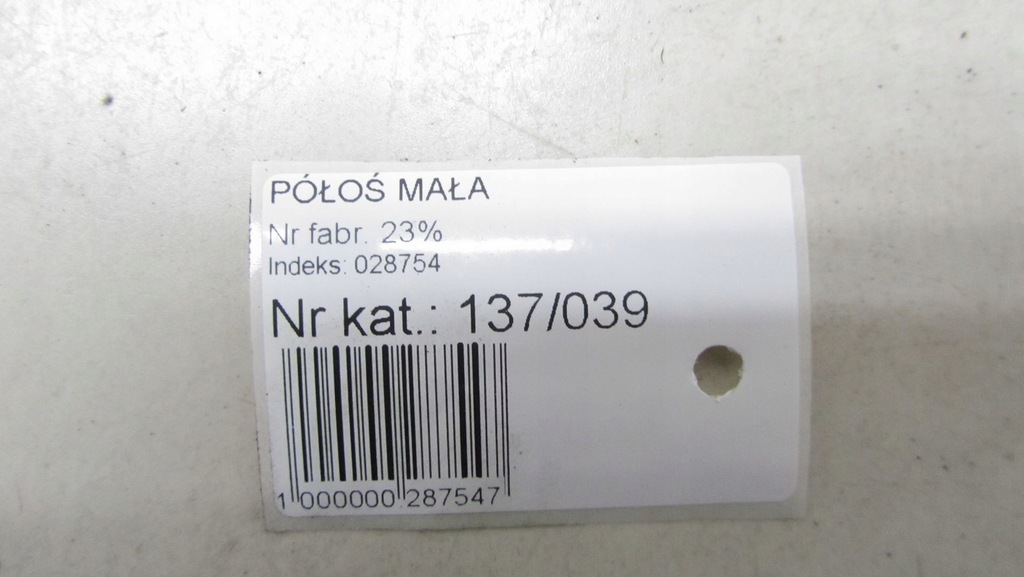 PÓŁOŚ MAŁA
Nr fabr. 23%
Indeks: 028754
Nr kat.: 137/039
1 000000 287547